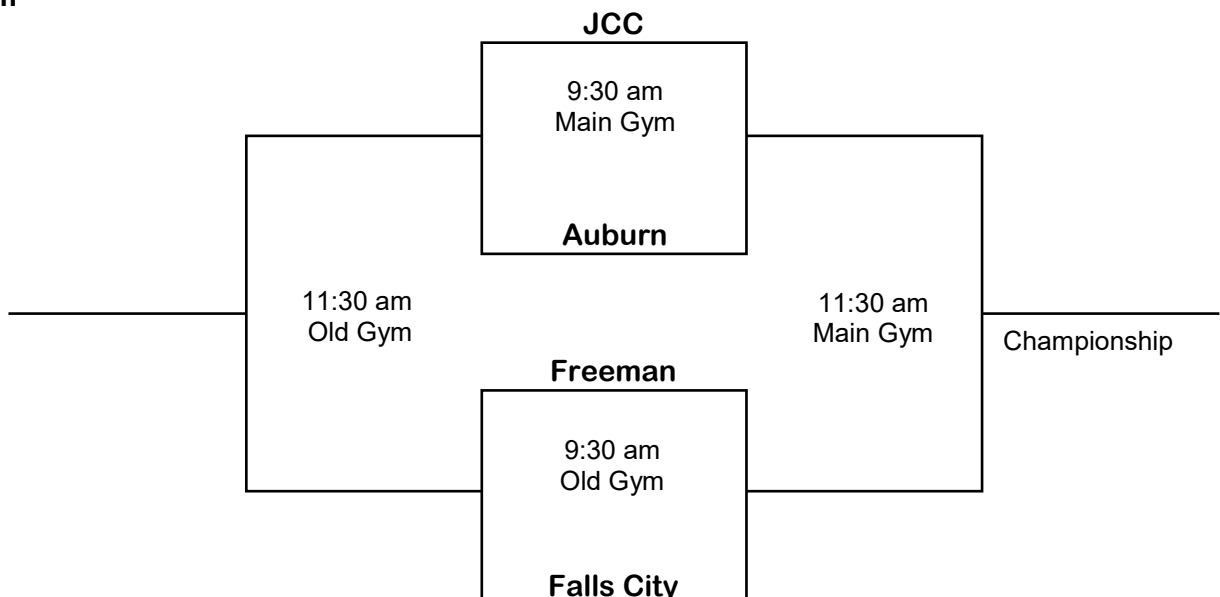 JCC
9:30 am
Main Gym
Auburn
11:30 am
Old Gym
11:30 am
Main Gym
Championship
Freeman
9:30 am
Old Gym
Falls City